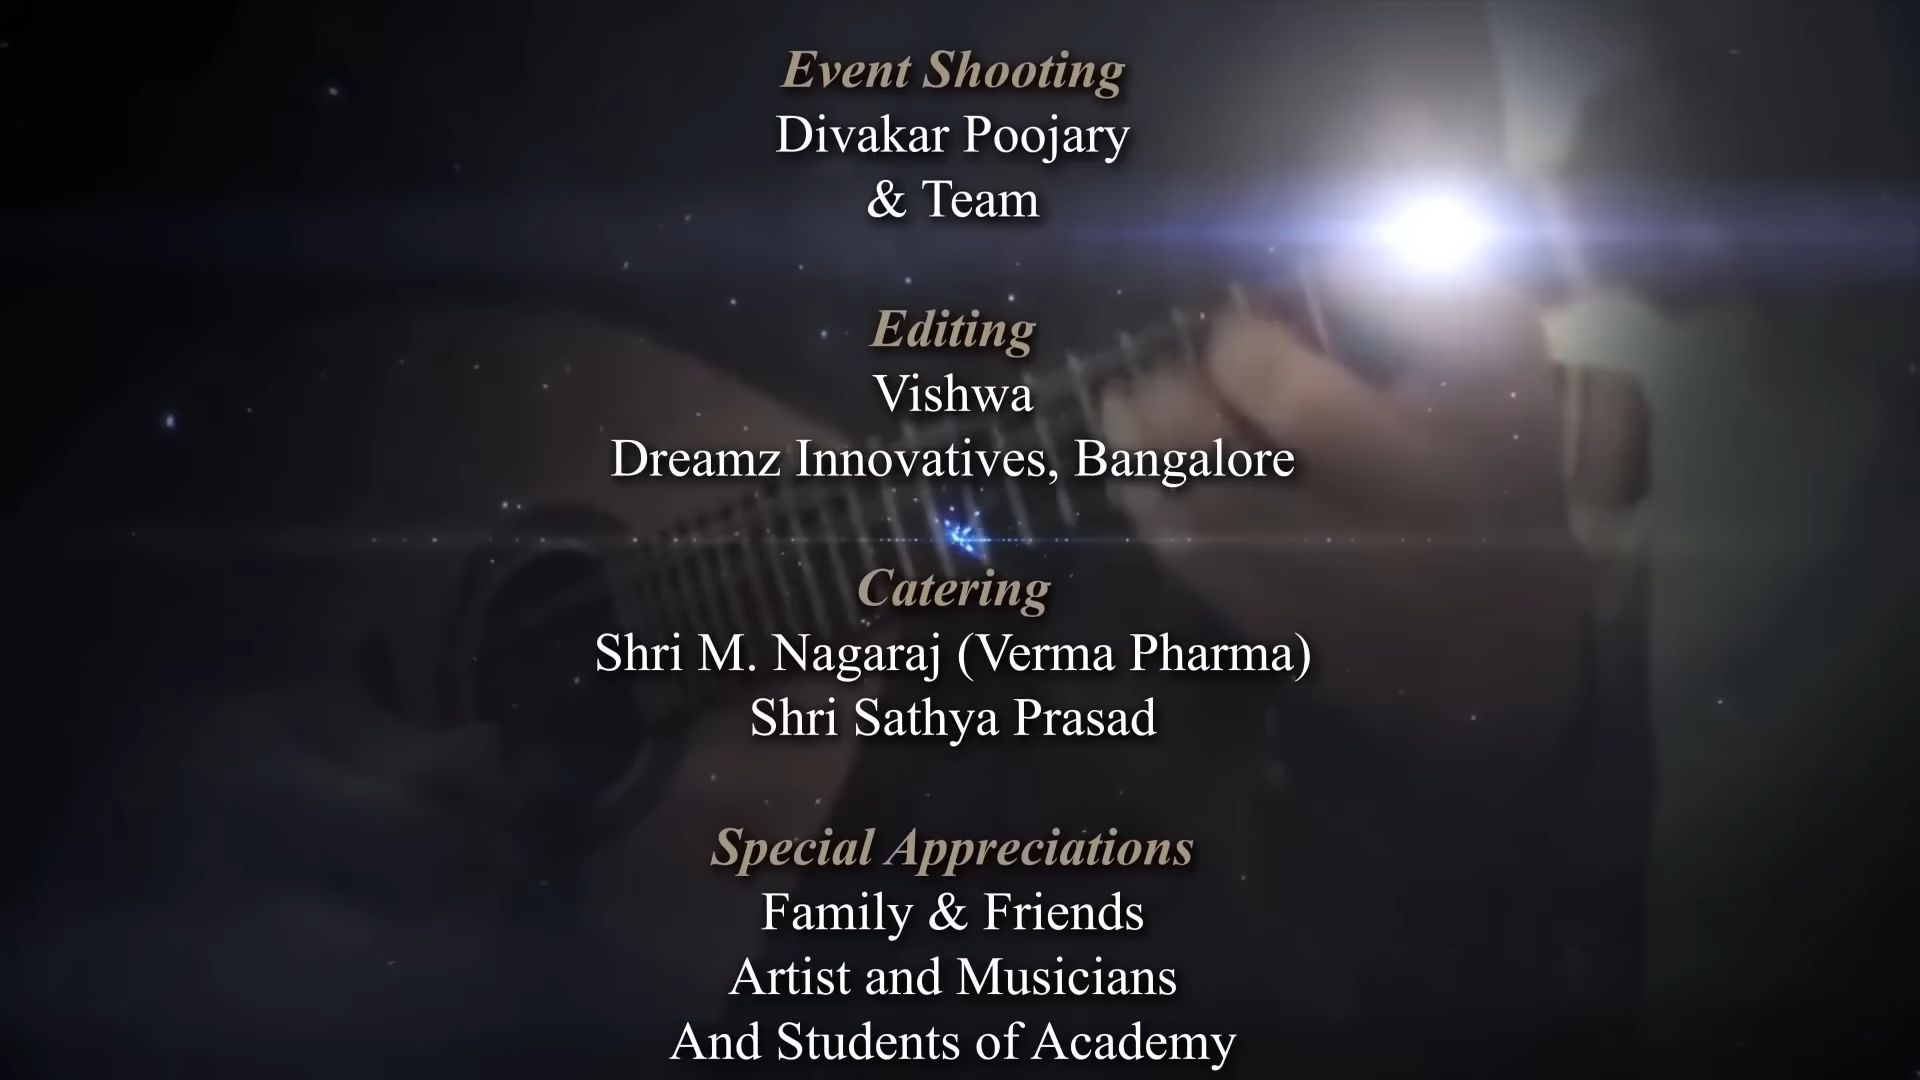 Event Shooting
Divakar Poojary
& Team
Editing
Vishwa
Dreamz Innovatives, Bangalore
Catering
Shri M. Nagaraj (Verma Pharma)
Shri Sathya Prasad
Special Appreciations
Family & Friends
Artist and Musicians
And Students of Academy